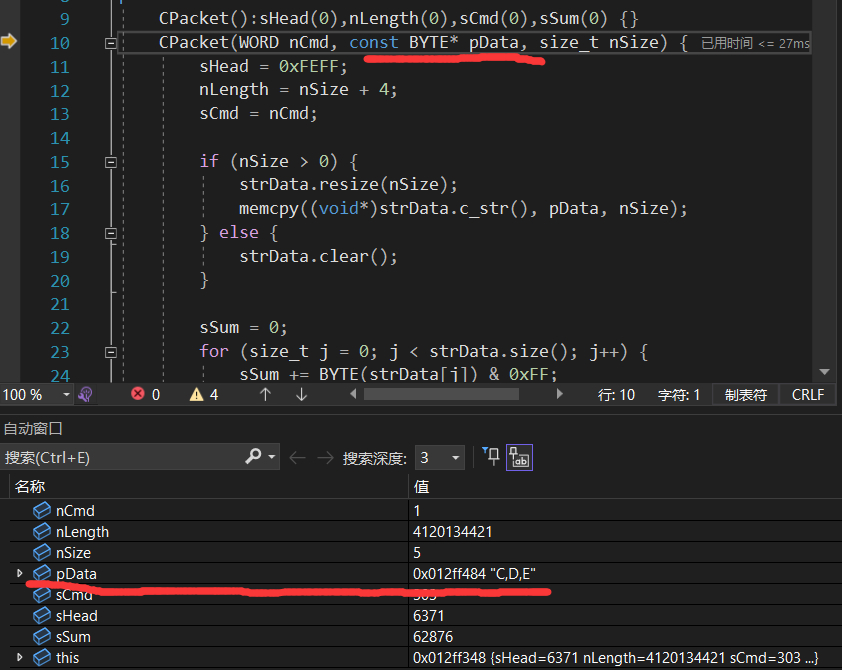 9 CPacket():sHead(0),nLength(0),sCmd(0),sSum(0) {}
10 CPacket(WORD nCmd, const BYTE* pData, size_t nSize) { 已用时间 <= 27ms
11 sHead = 0xFEFF;
12 nLength = nSize + 4;
13 sCmd = nCmd;
14
15 if (nSize > 0) {
16 strData.resize(nSize);
17 memcpy((void*)strData.c_str(), pData, nSize);
18 } else {
19 strData.clear();
20 }
21
22 sSum = 0;
23 for (size_t j = 0; j < strData.size(); j++) {
24 sSum += BYTE(strData[j]) & 0xFF;
100 % 0 4 行: 10 字符: 1 制表符 CRLF
自动窗口
搜索(Ctrl+E) 搜索深度: 3
名称 值
nCmd 1
nLength 4120134421
nSize 5
pData 0x012ff484 "C,D,E"
sCmd 303
sHead 6371
sSum 62876
this 0x012ff348 {sHead=6371 nLength=4120134421 sCmd=303 ...}